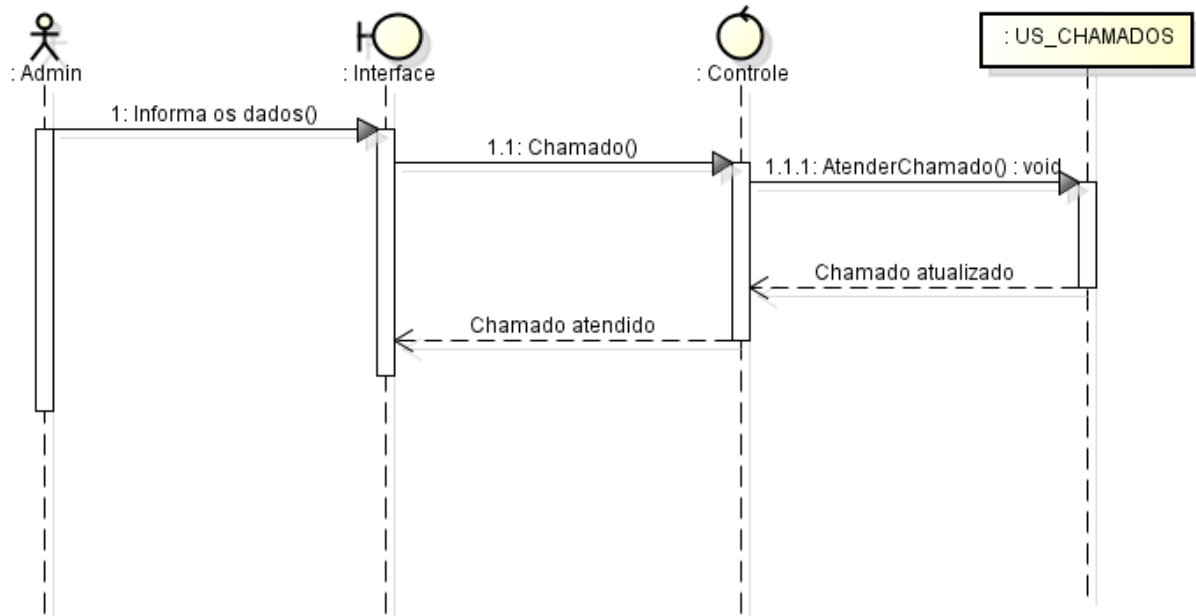 : Admin
: Interface
: Controle
: US_CHAMADOS
1: Informa os dados()
1.1: Chamado()
1.1.1: AtenderChamado() : void
Chamado atualizado
Chamado atendido